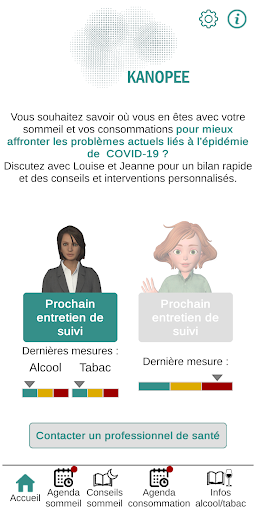 KANOPEE
Vous souhaitez savoir où vous en êtes avec votre
sommeil et vos consommations pour mieux
affronter les problèmes actuels liés à l'épidémie
de COVID-19 ?
Discutez avec Louise et Jeanne pour un bilan rapide
et des conseils et interventions personnalisés.
Prochain
entretien de
suivi
Prochain
entretien de
suivi
Dernières mesures :
Alcool Tabac
Dernière mesure :
Contacter un professionnel de santé
Accueil
Agenda
sommeil
Conseils
sommeil
Agenda
consommation
Infos
alcool/tabac